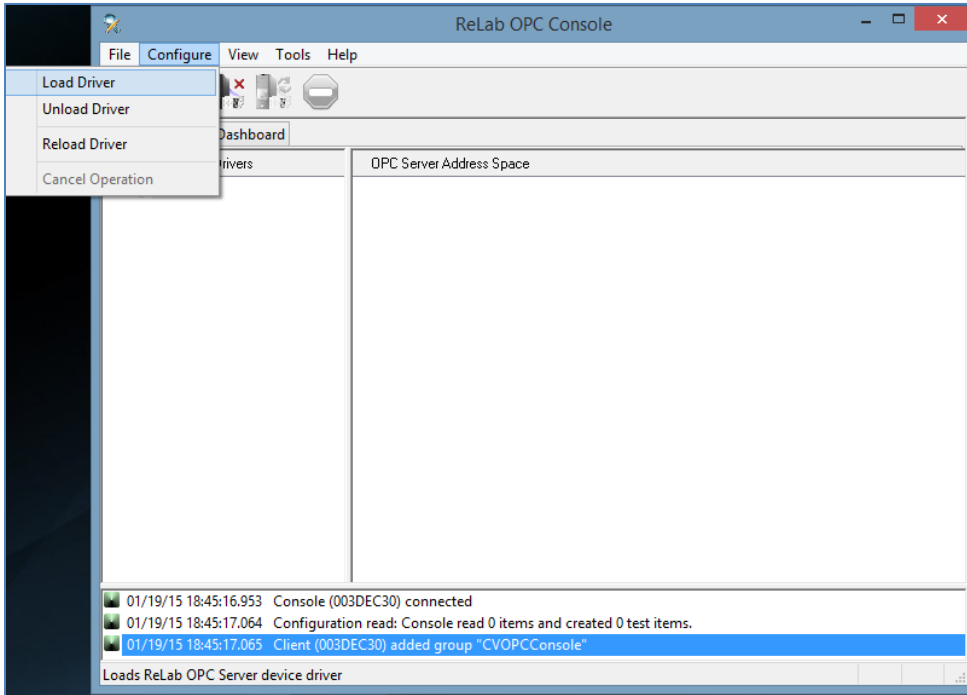 ReLab OPC Console
File Configure View Tools Help
Load Driver
Unload Driver
Reload Driver
Cancel Operation
Dashboard
rivers
OPC Server Address Space
01/19/15 18:45:16.953 Console (003DEC30) connected
01/19/15 18:45:17.064 Configuration read: Console read 0 items and created 0 test items.
01/19/15 18:45:17.065 Client (003DEC30) added group "CVOPCConsole"
Loads ReLab OPC Server device driver